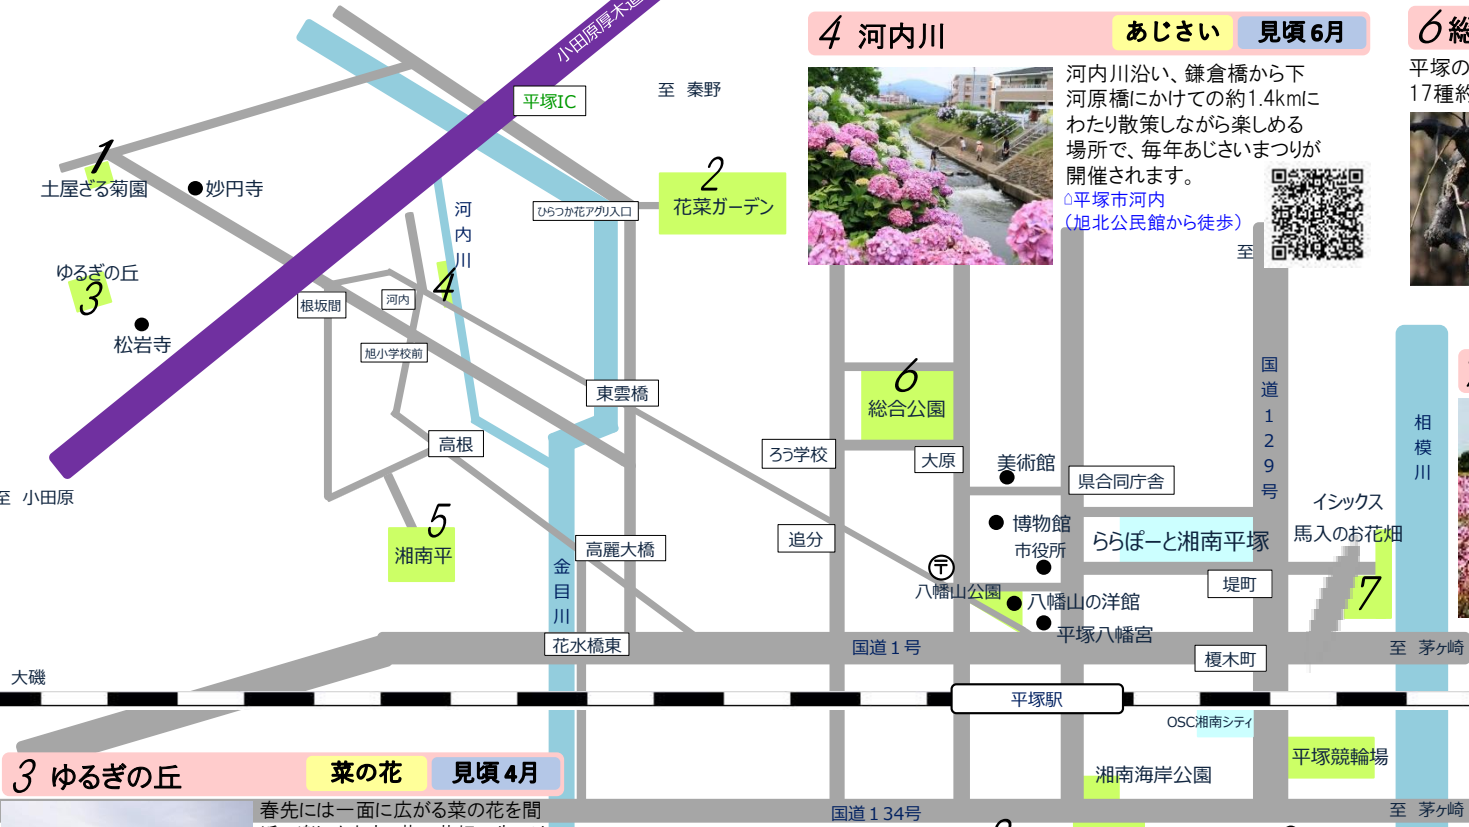 小田原厚木道
平塚IC
至 秦野
1
土屋ざる菊園
妙円寺
2
花菜ガーデン
ひらつか花アグリ入口
河内川
ゆるぎの丘
3
松岩寺
根坂間
河内
4
旭小学校前
東雲橋
高根
至 小田原
5
湘南平
高麗大橋
金目川
花水橋東
大磯
4 河内川
あじさい
見頃 6月
河内川沿い、鎌倉橋から下
河原橋にかけての約1.4kmに
わたり散策しながら楽しめる
場所で、毎年あじさいまつりが
開催されます。
⌂平塚市河内
（旭北公民館から徒歩）
至
6 総
平塚の
17種約
6
総合公園
ろう学校
大原
美術館
県合同庁舎
国道129号
相模川
追分
博物館
市役所
ららぽーと湘南平塚
イシックス
馬入のお花畑
7
〒
八幡山公園
八幡山の洋館
平塚八幡宮
堤町
国道１号
榎木町
至 茅ヶ崎
平塚駅
OSC湘南シティ
平塚競輪場
湘南海岸公園
国道134号
至 茅ヶ崎
3 ゆるぎの丘
菜の花
見頃 4月
春先には一面に広がる菜の花を間